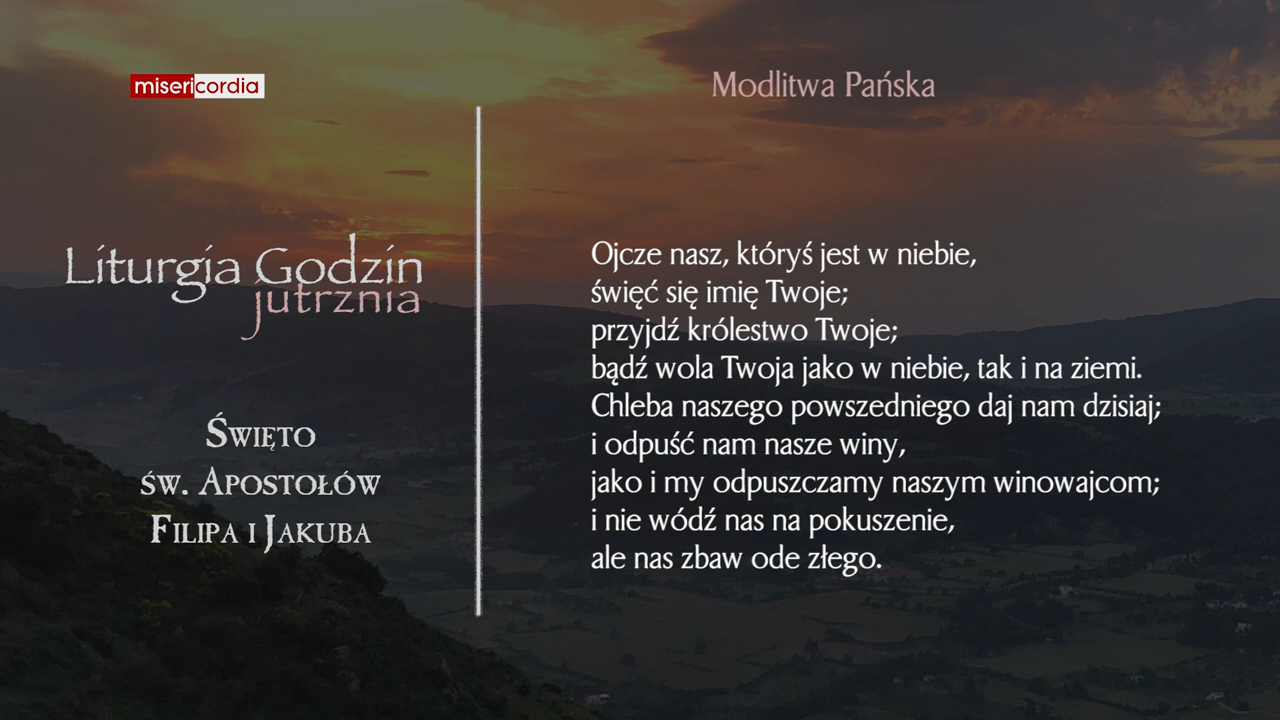 misericordia
Liturgia Godzin
jutrznia
Święto
św. Apostołów
Filipa i Jakuba
Modlitwa Pańska
Ojcze nasz, któryś jest w niebie,
święć się imię Twoje;
przyjdź królestwo Twoje;
bądź wola Twoja jako w niebie, tak i na ziemi.
Chleba naszego powszedniego daj nam dzisiaj;
i odpuść nam nasze winy,
jako i my odpuszczamy naszym winowajcom;
i nie wódź nas na pokuszenie,
ale nas zbaw ode złego.